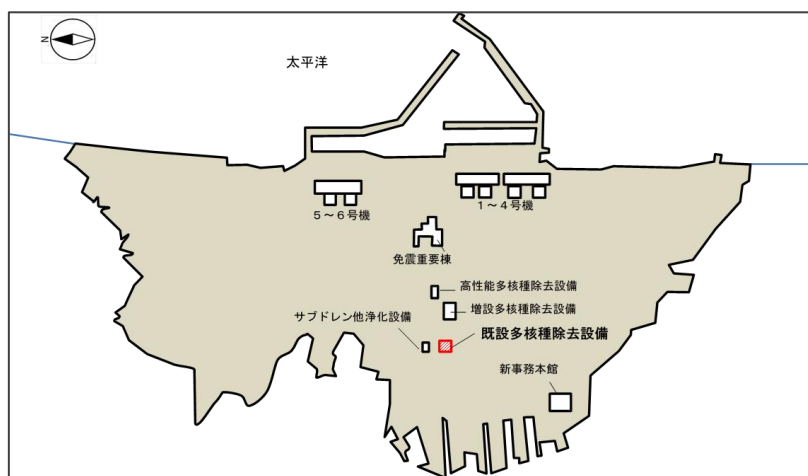 N
太平洋
5~6号機
1~4号機
免震重要棟
高性能多核種除去設備
増設多核種除去設備
サブドレン他浄化設備
既設多核種除去設備
新事務本館